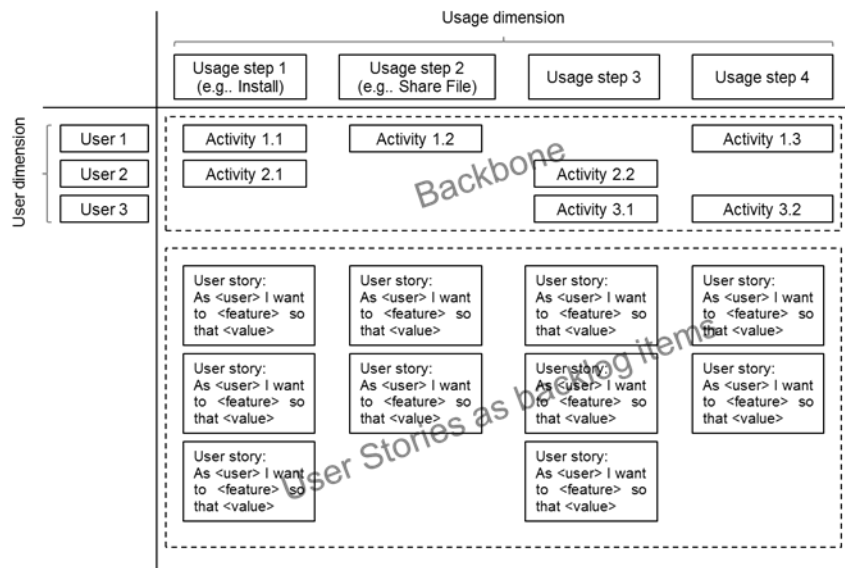 Usage dimension
Usage step 1
(e.g.. Install)
Usage step 2
(e.g.. Share File)
Usage step 3
Usage step 4
User dimension
User 1
Activity 1.1
Activity 1.2
Activity 1.3
User 2
Activity 2.1
Activity 2.2
User 3
Activity 3.1
Activity 3.2
Backbone
User story:
As <user> I want
to <feature> so
that <value>
User story:
As <user> I want
to <feature> so
that <value>
User story:
As <user> I want
to <feature> so
that <value>
User story:
As <user> I want
to <feature> so
that <value>
User story:
As <user> I want
to <feature> so
that <value>
User story:
As <user> I want
to <feature> so
that <value>
User story:
As <user> I want
to <feature> so
that <value>
User story:
As <user> I want
to <feature> so
that <value>
User story:
As <user> I want
to <feature> so
that <value>
User story:
As <user> I want
to <feature> so
that <value>
User Stories as backlog items